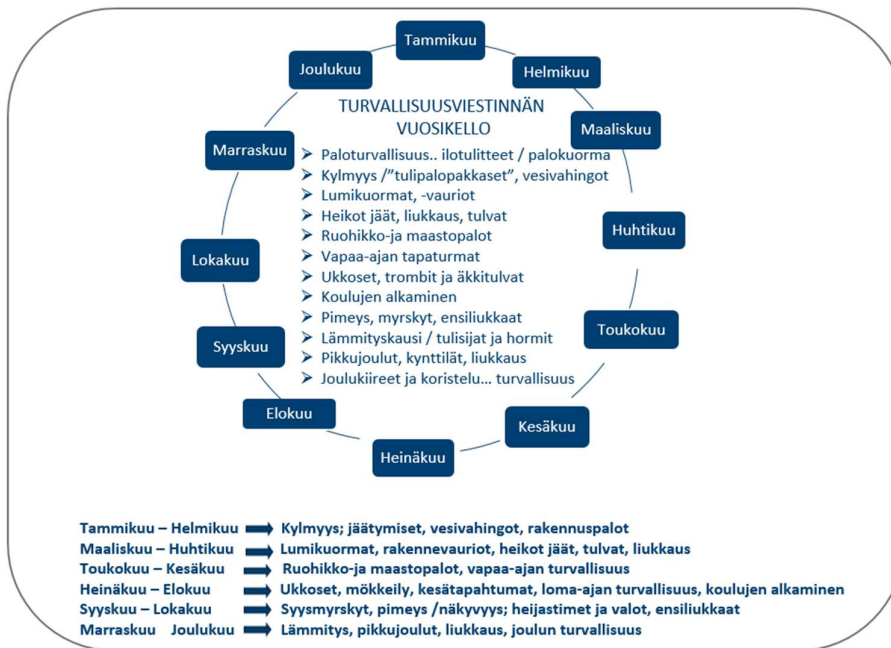 Tammikuu
Helmikuu
Maaliskuu
Huhtikuu
Toukokuu
Kesäkuu
Heinäkuu
Elokuu
Syyskuu
Lokakuu
Marraskuu
Joulukuu
TURVALLISUUSVIESTINNÄN
VUOSIKELLO
➢ Paloturvallisuus.. ilotulitteet / palokuorma
➢ Kylmyys /”tulipalopakkaset”, vesivahingot
➢ Lumikuormat, -vauriot
➢ Heikot jäät, liukkaus, tulvat
➢ Ruohikko-ja maastopalot
➢ Vapaa-ajan tapaturmat
➢ Ukkoset, trombit ja äkkitulvat
➢ Koulujen alkaminen
➢ Pimeys, myrskyt, ensiliukkaat
➢ Lämmityskausi / tulisijat ja hormit
➢ Pikkujoulut, kynttilät, liukkaus
➢ Joulukiireet ja koristelu... turvallisuus
Tammikuu – Helmikuu ➡ Kylmyys; jäätymiset, vesivahingot, rakennuspalot
Maaliskuu – Huhtikuu ➡ Lumikuormat, rakennevauriot, heikot jäät, tulvat, liukkaus
Toukokuu – Kesäkuu ➡ Ruohikko-ja maastopalot, vapaa-ajan turvallisuus
Heinäkuu – Elokuu ➡ Ukkoset, mökkeily, kesätapahtumat, loma-ajan turvallisuus, koulujen alkaminen
Syyskuu – Lokakuu ➡ Syysmyrskyt, pimeys /näkyvyys; heijastimet ja valot, ensiliukkaat
Marraskuu Joulukuu ➡ Lämmitys, pikkujoulut, liukkaus, joulun turvallisuus